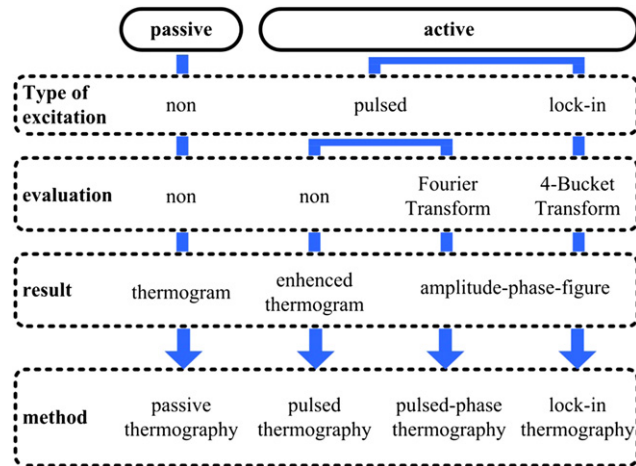 passive active
Type of
excitation
non pulsed lock-in
evaluation
non non
Fourier
Transform
4-Bucket
Transform
result
thermogram
enhenced
thermogram
amplitude-phase-figure
method
passive
thermography
pulsed
thermography
pulsed-phase
thermography
lock-in
thermography